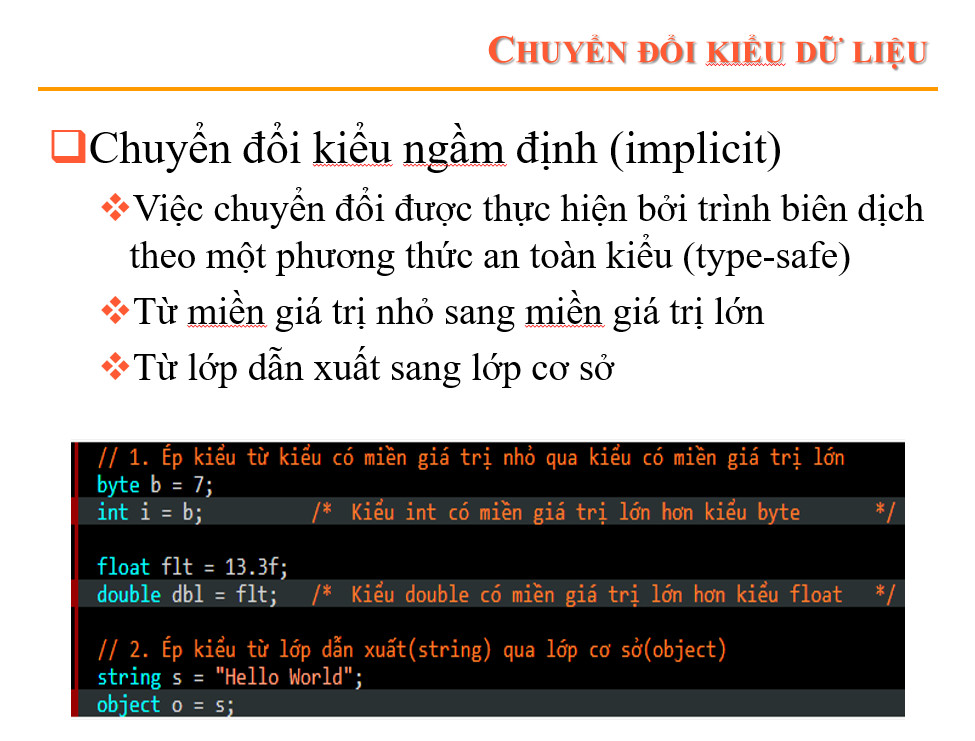 CHUYỂN ĐỔI KIỂU DỮ LIỆU
Chuyển đổi kiểu ngầm định (implicit)
Việc chuyển đổi được thực hiện bởi trình biên dịch
theo một phương thức an toàn kiểu (type-safe)
Từ miền giá trị nhỏ sang miền giá trị lớn
Từ lớp dẫn xuất sang lớp cơ sở
// 1. Ép kiểu từ kiểu có miền giá trị nhỏ qua kiểu có miền giá trị lớn
byte b = 7;
int i = b; /* Kiểu int có miền giá trị lớn hơn kiểu byte */
float flt = 13.3f;
double dbl = flt; /* Kiểu double có miền giá trị lớn hơn kiểu float */
// 2. Ép kiểu từ lớp dẫn xuất(string) qua lớp cơ sở(object)
string s = "Hello World";
object o = s;